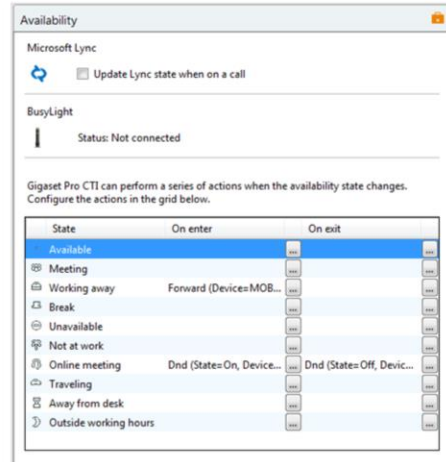 Availability
Microsoft Lync
Update Lync state when on a call
BusyLight
Status: Not connected
Gigaset Pro CTI can perform a series of actions when the availability state changes.
Configure the actions in the grid below.
State On enter On exit
Available ... ...
Meeting ... ...
Working away Forward (Device=MOB... ... ...
Break ... ...
Unavailable ... ...
Not at work ... ...
Online meeting Dnd (State=On, Device... ... Dnd (State=Off, Devic... ...
Traveling ... ...
Away from desk ... ...
Outside working hours ... ...